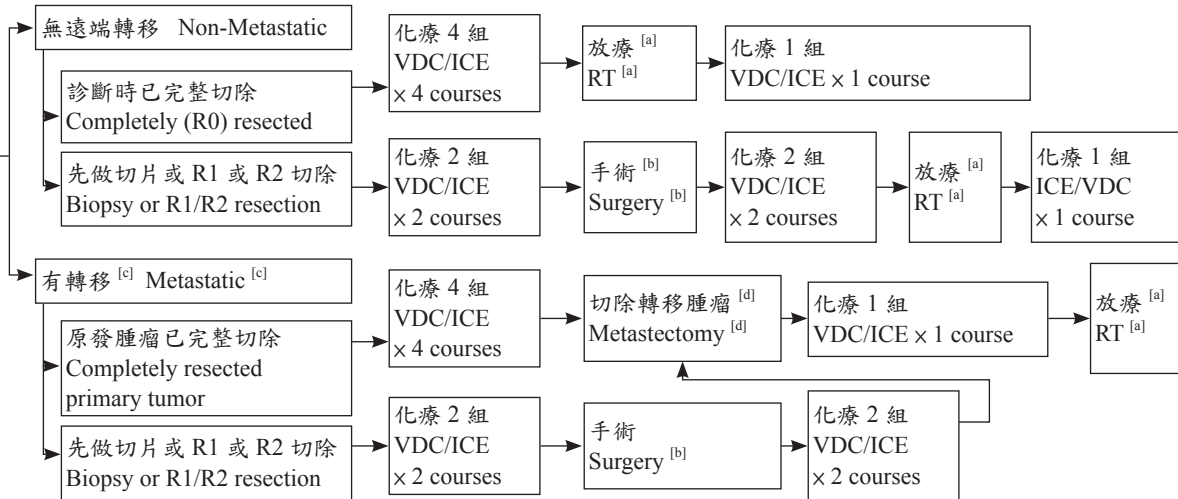 無遠端轉移 Non-Metastatic
診斷時已完整切除
Completely (R0) resected
化療 4 組
VDC/ICE
× 4 courses
放療 [a]
RT [a]
化療 1 組
VDC/ICE × 1 course
先做切片或 R1 或 R2 切除
Biopsy or R1/R2 resection
化療 2 組
VDC/ICE
× 2 courses
手術 [b]
Surgery [b]
化療 2 組
VDC/ICE
× 2 courses
放療 [a]
RT [a]
化療 1 組
ICE/VDC
× 1 course
有轉移 [c] Metastatic [c]
原發腫瘤已完整切除
Completely resected
primary tumor
化療 4 組
VDC/ICE
× 4 courses
切除轉移腫瘤 [d]
Metastectomy [d]
化療 1 組
VDC/ICE × 1 course
放療 [a]
RT [a]
先做切片或 R1 或 R2 切除
Biopsy or R1/R2 resection
化療 2 組
VDC/ICE
× 2 courses
手術
Surgery [b]
化療 2 組
VDC/ICE
× 2 courses